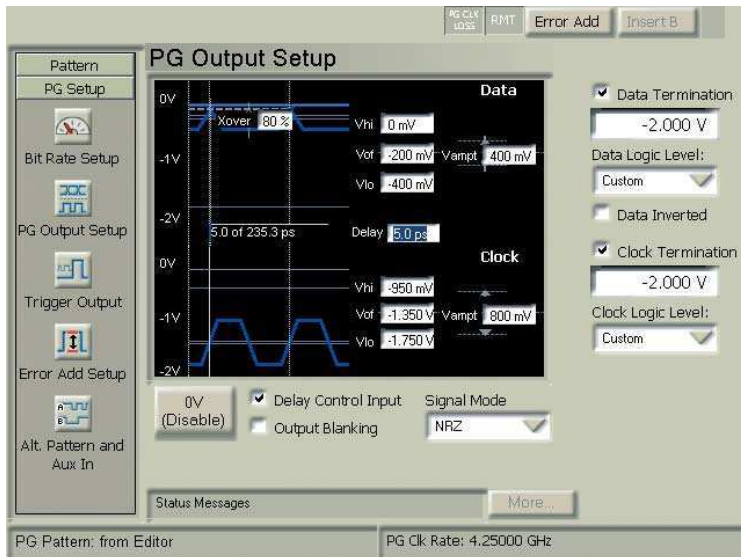 PG CLK LOSS
RMT
Error Add
Insert B
Pattern
PG Setup
Bit Rate Setup
PG Output Setup
Trigger Output
Error Add Setup
Alt. Pattern and
Aux In
PG Output Setup
Data
0V
Xover 80 %
Vhi 0 mV
-1V
Vof -200 mV Vampt 400 mV
Vlo -400 mV
-2V
5.0 of 235.3 ps
Delay 5.0 ps
Clock
0V
Vhi -950 mV
-1V
Vof -1.350 V Vampt 800 mV
Vlo -1.750 V
-2V
0V
(Disable)
Delay Control Input
Output Blanking
Signal Mode
NRZ
Data Termination
-2.000 V
Data Logic Level:
Custom
Data Inverted
Clock Termination
-2.000 V
Clock Logic Level:
Custom
Status Messages
More...
PG Pattern: from Editor
PG Clk Rate: 4.25000 GHz